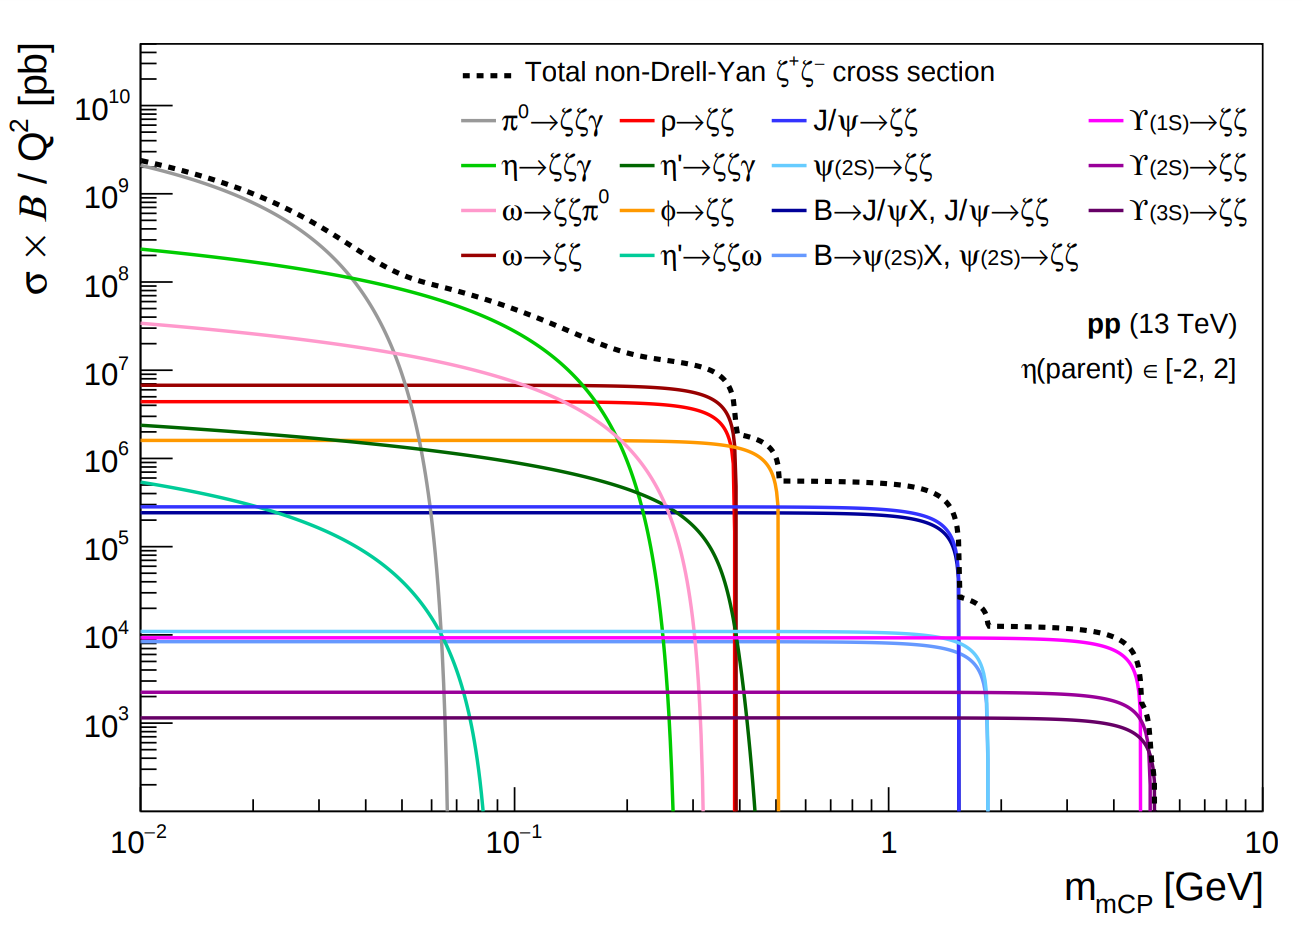 σ × B / Q² [pb]
Total non-Drell-Yan ζ⁺ζ⁻ cross section
π⁰→ζζγ ρ→ζζ J/ψ→ζζ ϒ(1S)→ζζ
η→ζζγ η'→ζζγ ψ(2S)→ζζ ϒ(2S)→ζζ
ω→ζζπ⁰ ϕ→ζζ B→J/ψX, J/ψ→ζζ ϒ(3S)→ζζ
ω→ζζ η'→ζζω B→ψ(2S)X, ψ(2S)→ζζ
pp (13 TeV)
η(parent) ∈ [-2, 2]
10¹⁰
10⁹
10⁸
10⁷
10⁶
10⁵
10⁴
10³
10⁻² 10⁻¹ 1 10
m_mCP [GeV]